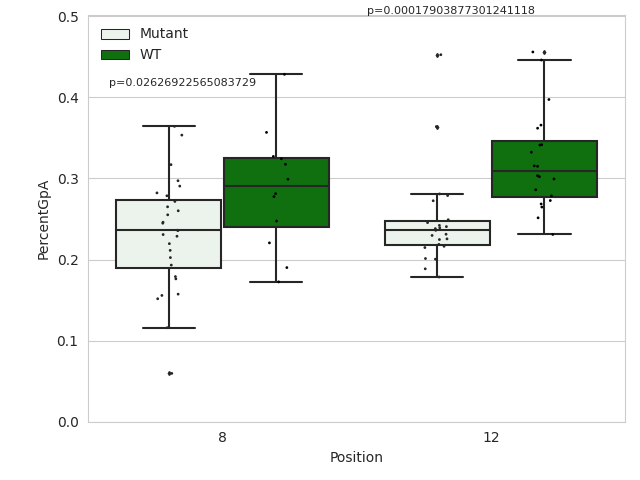 p=0.00017903877301241118
0.5
Mutant
WT
p=0.02626922565083729
0.4
0.3
0.2
0.1
0.0
PercentGpA
8
12
Position